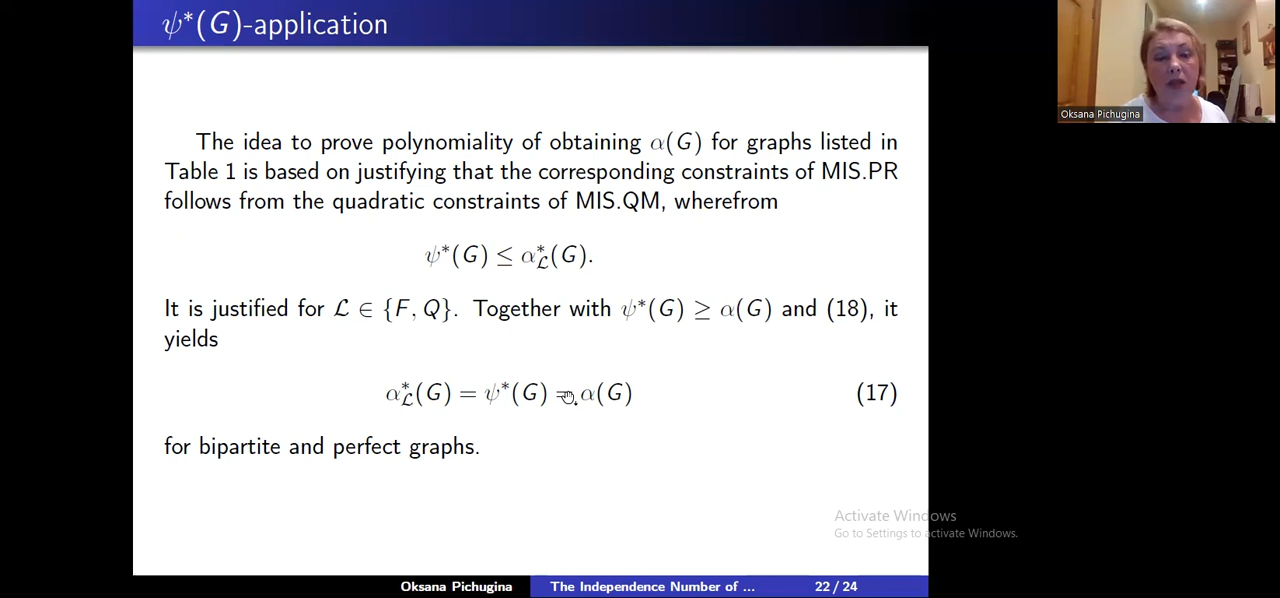 ψ*(G)-application
The idea to prove polynomiality of obtaining α(G) for graphs listed in
Table 1 is based on justifying that the corresponding constraints of MIS.PR
follows from the quadratic constraints of MIS.QM, wherefrom
ψ*(G) ≤ α*_ℒ(G).
It is justified for ℒ ∈ {F, Q}. Together with ψ*(G) ≥ α(G) and (18), it
yields
α*_ℒ(G) = ψ*(G) = α(G) (17)
for bipartite and perfect graphs.
Oksana Pichugina
Activate Windows
Go to Settings to activate Windows.
Oksana Pichugina The Independence Number of ... 22 / 24